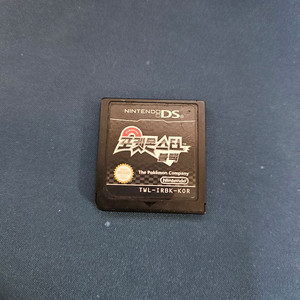 NINTENDO DS
포켓몬스터
블랙
The Pokémon Company
Nintendo
TWL-IRBK-KOR